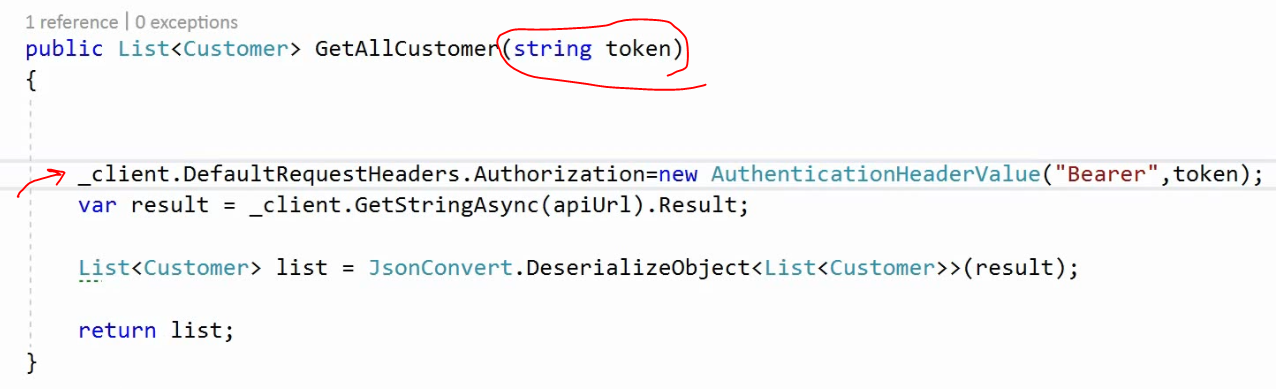 1 reference | 0 exceptions
public List<Customer> GetAllCustomer(string token)
{
_client.DefaultRequestHeaders.Authorization=new AuthenticationHeaderValue("Bearer",token);
var result = _client.GetStringAsync(apiUrl).Result;
List<Customer> list = JsonConvert.DeserializeObject<List<Customer>>(result);
return list;
}